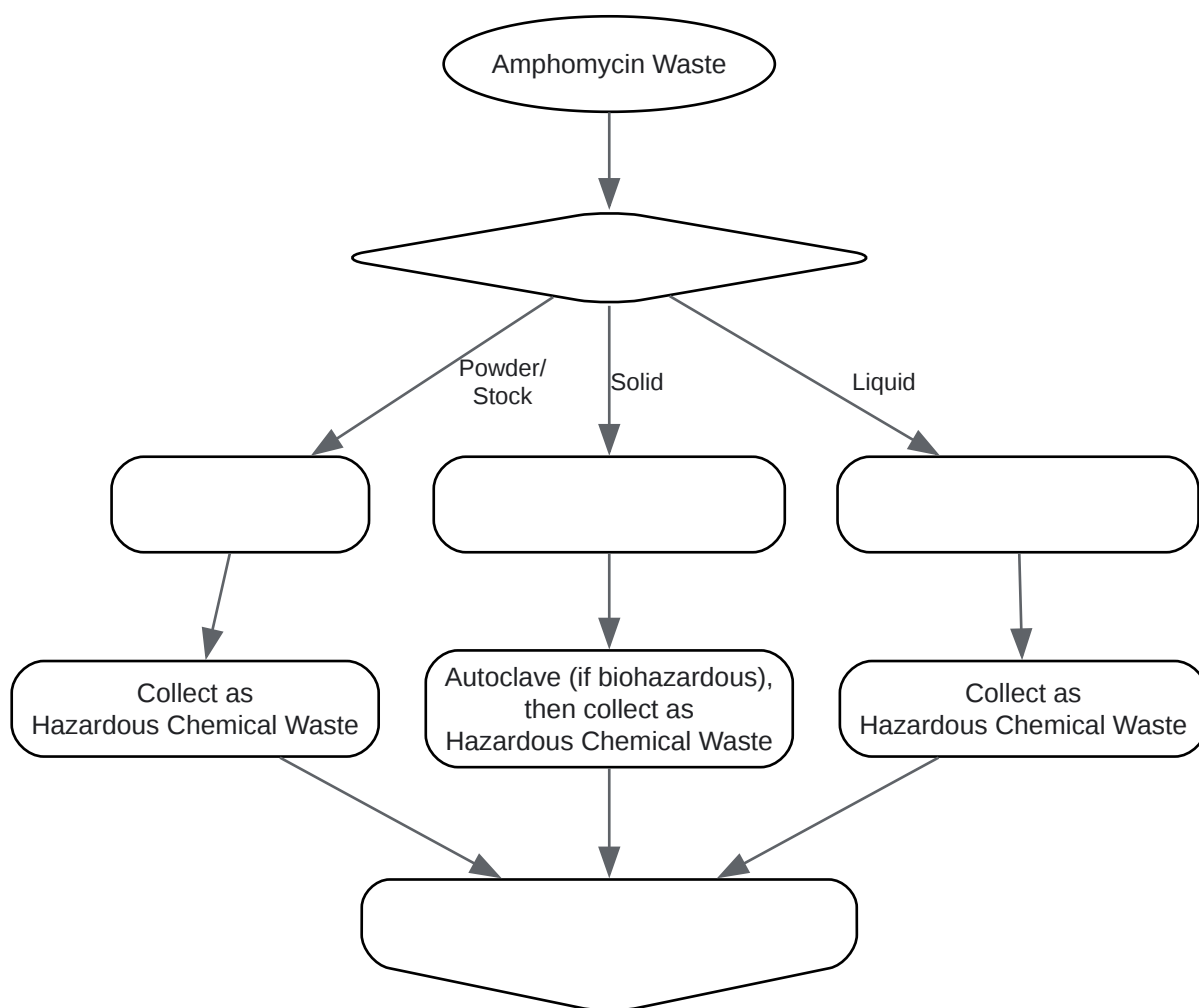 Amphomycin Waste
Powder/
Stock
Solid
Liquid
Collect as
Hazardous Chemical Waste
Autoclave (if biohazardous),
then collect as
Hazardous Chemical Waste
Collect as
Hazardous Chemical Waste